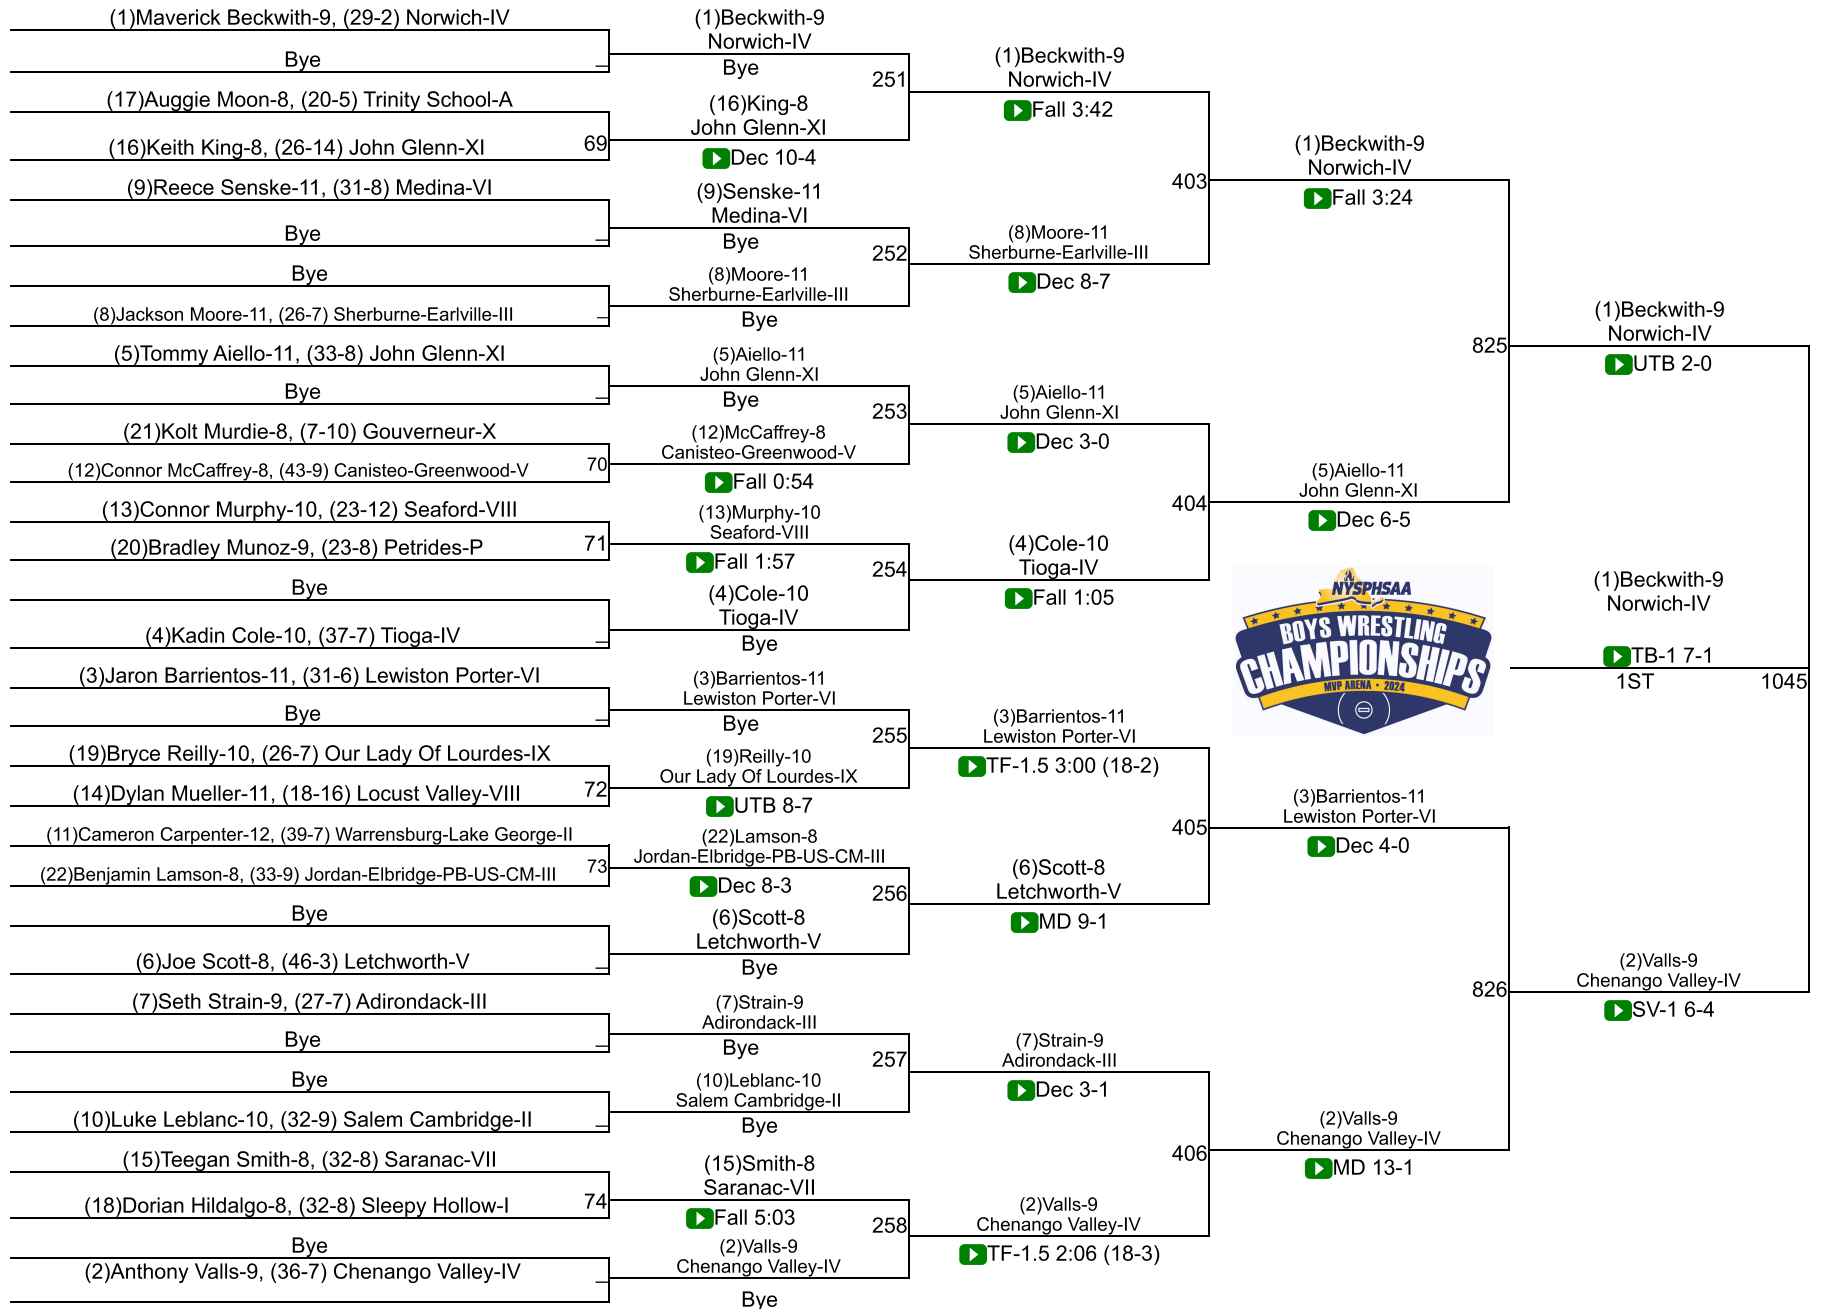 (1)Maverick Beckwith-9, (29-2) Norwich-IV
Bye
(17)Auggie Moon-8, (20-5) Trinity School-A
(16)Keith King-8, (26-14) John Glenn-XI
69
(9)Reece Senske-11, (31-8) Medina-VI
Bye
Bye
(8)Jackson Moore-11, (26-7) Sherburne-Earlville-III
(5)Tommy Aiello-11, (33-8) John Glenn-XI
Bye
(21)Kolt Murdie-8, (7-10) Gouverneur-X
(12)Connor McCaffrey-8, (43-9) Canisteo-Greenwood-V
70
(13)Connor Murphy-10, (23-12) Seaford-VIII
(20)Bradley Munoz-9, (23-8) Petrides-P
71
Bye
(4)Kadin Cole-10, (37-7) Tioga-IV
(3)Jaron Barrientos-11, (31-6) Lewiston Porter-VI
Bye
(19)Bryce Reilly-10, (26-7) Our Lady Of Lourdes-IX
(14)Dylan Mueller-11, (18-16) Locust Valley-VIII
72
(11)Cameron Carpenter-12, (39-7) Warrensburg-Lake George-II
(22)Benjamin Lamson-8, (33-9) Jordan-Elbridge-PB-US-CM-III
73
Bye
(6)Joe Scott-8, (46-3) Letchworth-V
(7)Seth Strain-9, (27-7) Adirondack-III
Bye
Bye
(10)Luke Leblanc-10, (32-9) Salem Cambridge-II
(15)Teegan Smith-8, (32-8) Saranac-VII
(18)Dorian Hildalgo-8, (32-8) Sleepy Hollow-I
74
Bye
(2)Anthony Valls-9, (36-7) Chenango Valley-IV
(1)Beckwith-9
Norwich-IV
Bye
251
(16)King-8
John Glenn-XI
Dec 10-4
(9)Senske-11
Medina-VI
Bye
252
(8)Moore-11
Sherburne-Earlville-III
Bye
(5)Aiello-11
John Glenn-XI
Bye
253
(12)McCaffrey-8
Canisteo-Greenwood-V
Fall 0:54
(13)Murphy-10
Seaford-VIII
Fall 1:57
254
(4)Cole-10
Tioga-IV
Bye
(3)Barrientos-11
Lewiston Porter-VI
Bye
255
(19)Reilly-10
Our Lady Of Lourdes-IX
UTB 8-7
(22)Lamson-8
Jordan-Elbridge-PB-US-CM-III
Dec 8-3
256
(6)Scott-8
Letchworth-V
Bye
(7)Strain-9
Adirondack-III
Bye
257
(10)Leblanc-10
Salem Cambridge-II
Bye
(15)Smith-8
Saranac-VII
Fall 5:03
258
(2)Valls-9
Chenango Valley-IV
Bye
(1)Beckwith-9
Norwich-IV
Fall 3:42
403
(8)Moore-11
Sherburne-Earlville-III
Dec 8-7
(5)Aiello-11
John Glenn-XI
Dec 3-0
404
(4)Cole-10
Tioga-IV
Fall 1:05
(3)Barrientos-11
Lewiston Porter-VI
TF-1.5 3:00 (18-2)
405
(6)Scott-8
Letchworth-V
MD 9-1
(7)Strain-9
Adirondack-III
Dec 3-1
406
(2)Valls-9
Chenango Valley-IV
TF-1.5 2:06 (18-3)
(1)Beckwith-9
Norwich-IV
Fall 3:24
825
(5)Aiello-11
John Glenn-XI
Dec 6-5
NYSPHSAA
BOYS WRESTLING
CHAMPIONSHIPS
MVP ARENA • 2024
(3)Barrientos-11
Lewiston Porter-VI
Dec 4-0
826
(2)Valls-9
Chenango Valley-IV
MD 13-1
(1)Beckwith-9
Norwich-IV
UTB 2-0
(1)Beckwith-9
Norwich-IV
TB-1 7-1
1ST
1045
(2)Valls-9
Chenango Valley-IV
SV-1 6-4